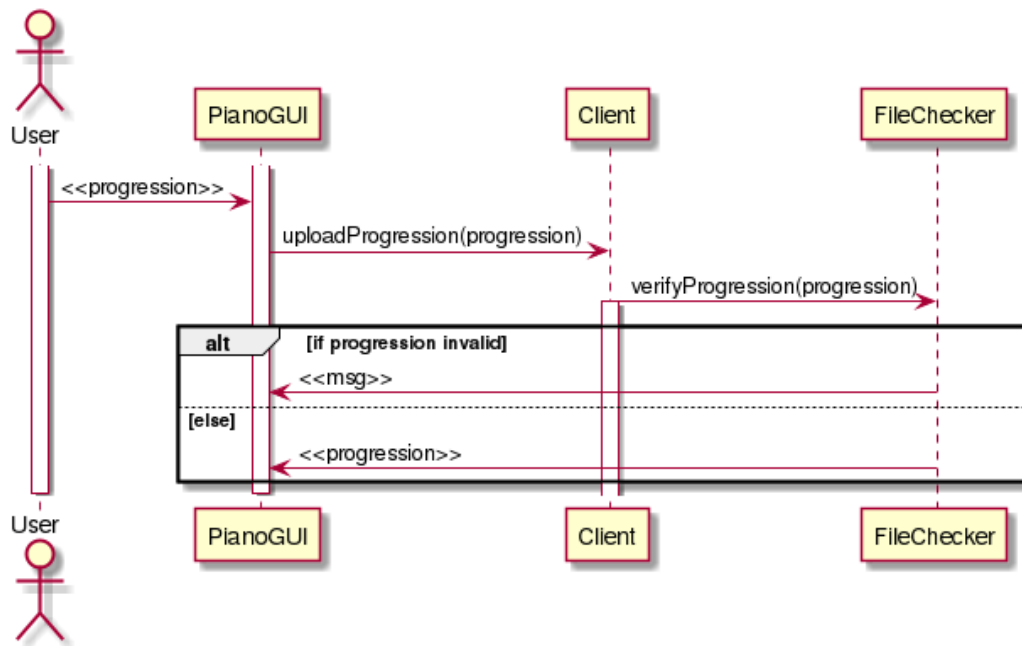 User
PianoGUI
Client
FileChecker
<<progression>>
uploadProgression(progression)
verifyProgression(progression)
alt
[if progression invalid]
<<msg>>
[else]
<<progression>>
User
PianoGUI
Client
FileChecker